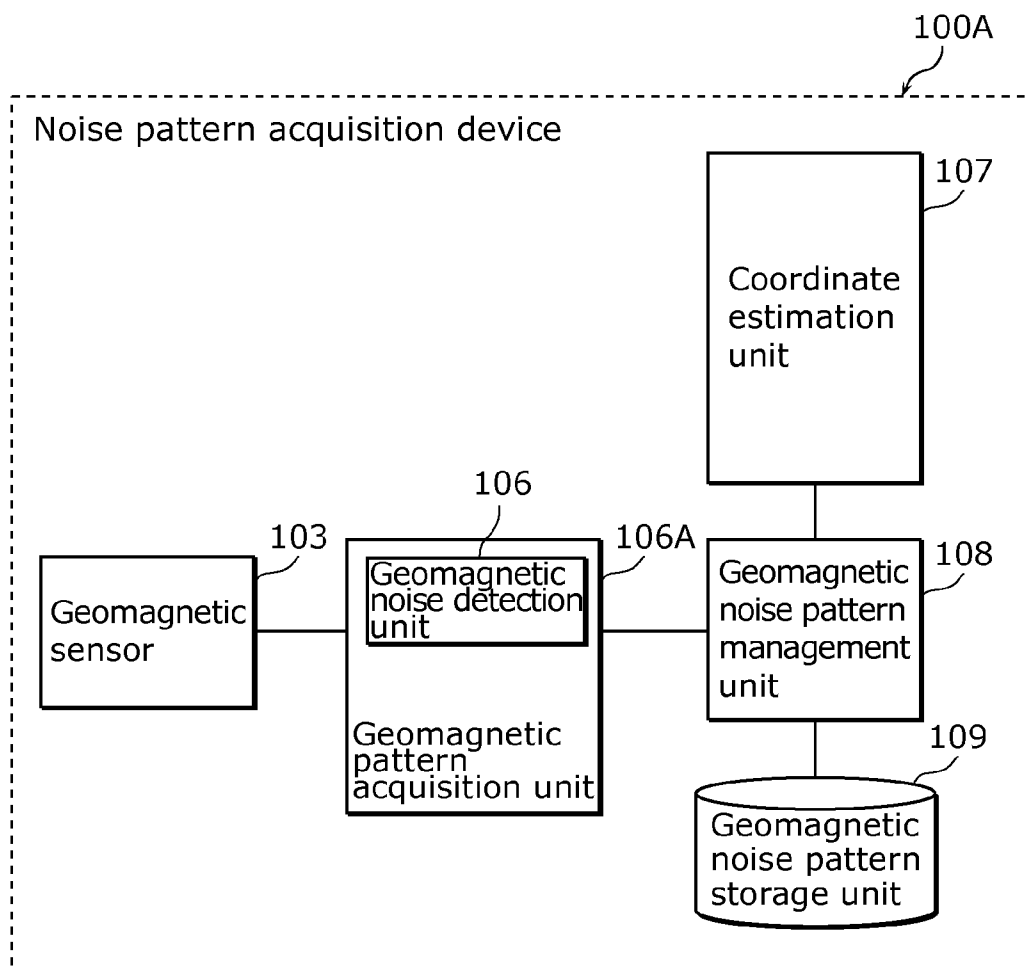 100A
Noise pattern acquisition device
107
Coordinate
estimation
unit
106
103
106A
108
Geomagnetic
sensor
Geomagnetic
noise detection
unit
Geomagnetic
pattern
acquisition unit
Geomagnetic
noise pattern
management
unit
109
Geomagnetic
noise pattern
storage unit